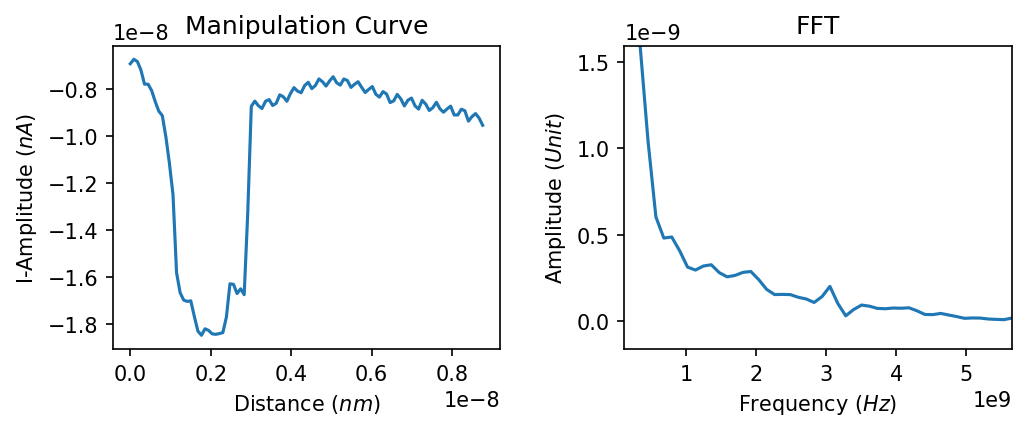 Manipulation Curve
1e−8
I-Amplitude (nA)
−0.8
−1.0
−1.2
−1.4
−1.6
−1.8
0.0 0.2 0.4 0.6 0.8
1e−8
Distance (nm)
FFT
1e−9
Amplitude (Unit)
1.5
1.0
0.5
0.0
1 2 3 4 5
1e9
Frequency (Hz)